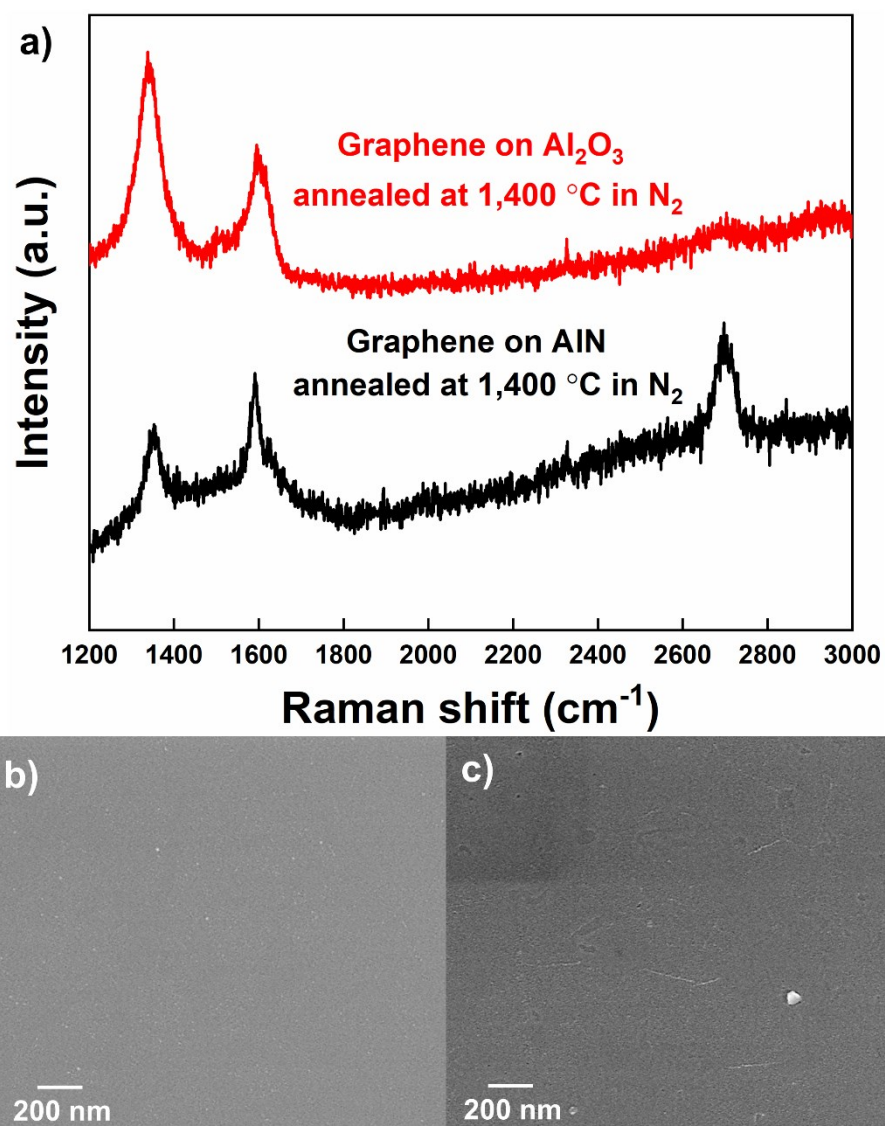 a)
Graphene on Al₂O₃
annealed at 1,400 °C in N₂
Graphene on AlN
annealed at 1,400 °C in N₂
Intensity (a.u.)
1200 1400 1600 1800 2000 2200 2400 2600 2800 3000
Raman shift (cm⁻¹)
b)
200 nm
c)
200 nm